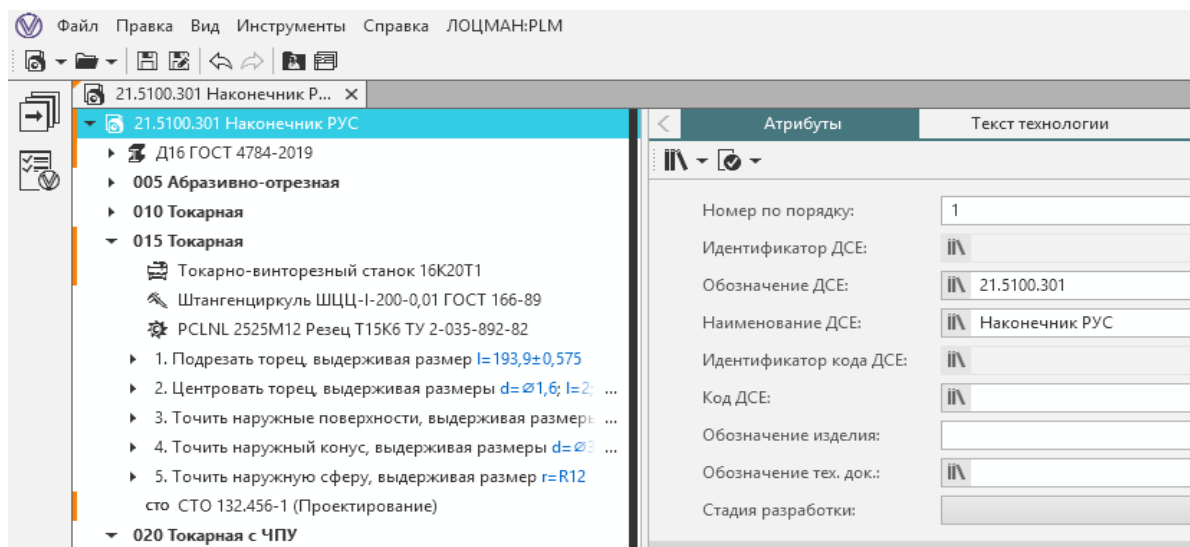 Файл Правка Вид Инструменты Справка ЛОЦМАН:PLM
21.5100.301 Наконечник Р...
21.5100.301 Наконечник РУС
Д16 ГОСТ 4784-2019
005 Абразивно-отрезная
010 Токарная
015 Токарная
Токарно-винторезный станок 16К20Т1
Штангенциркуль ШЦЦ-I-200-0,01 ГОСТ 166-89
PCLNL 2525M12 Резец Т15К6 ТУ 2-035-892-82
1. Подрезать торец, выдерживая размер l=193,9±0,575
2. Центровать торец, выдерживая размеры d=⌀1,6; l=2; ...
3. Точить наружные поверхности, выдерживая размеры ...
4. Точить наружный конус, выдерживая размеры d=⌀3 ...
5. Точить наружную сферу, выдерживая размер r=R12
СТО СТО 132.456-1 (Проектирование)
020 Токарная с ЧПУ
Атрибуты Текст технологии
Номер по порядку: 1
Идентификатор ДСЕ:
Обозначение ДСЕ: 21.5100.301
Наименование ДСЕ: Наконечник РУС
Идентификатор кода ДСЕ:
Код ДСЕ:
Обозначение изделия:
Обозначение тех. док.:
Стадия разработки: